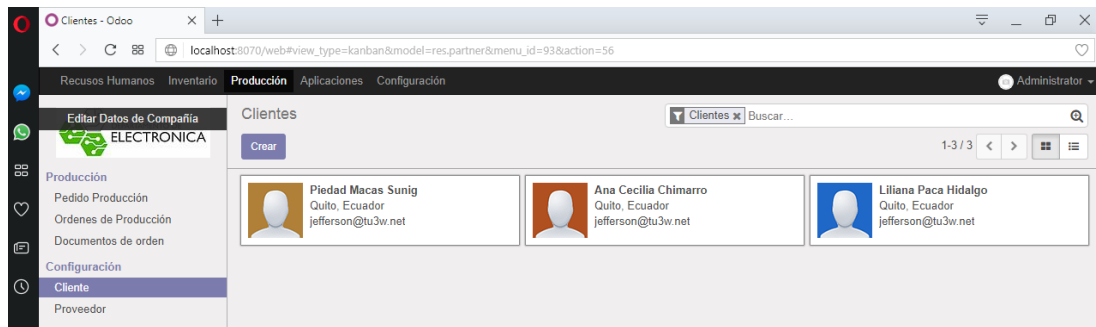 Clientes - Odoo
localhost:8070/web#view_type=kanban&model=res.partner&menu_id=93&action=56
Recusos Humanos Inventario Producción Aplicaciones Configuración Administrator
Editar Datos de Compañía
ELECTRONICA
Clientes
Clientes x Buscar...
Crear
1-3 / 3
Producción
Pedido Producción
Ordenes de Producción
Documentos de orden
Configuración
Cliente
Proveedor
Piedad Macas Sunig
Quito, Ecuador
jefferson@tu3w.net
Ana Cecilia Chimarro
Quito, Ecuador
jefferson@tu3w.net
Liliana Paca Hidalgo
Quito, Ecuador
jefferson@tu3w.net